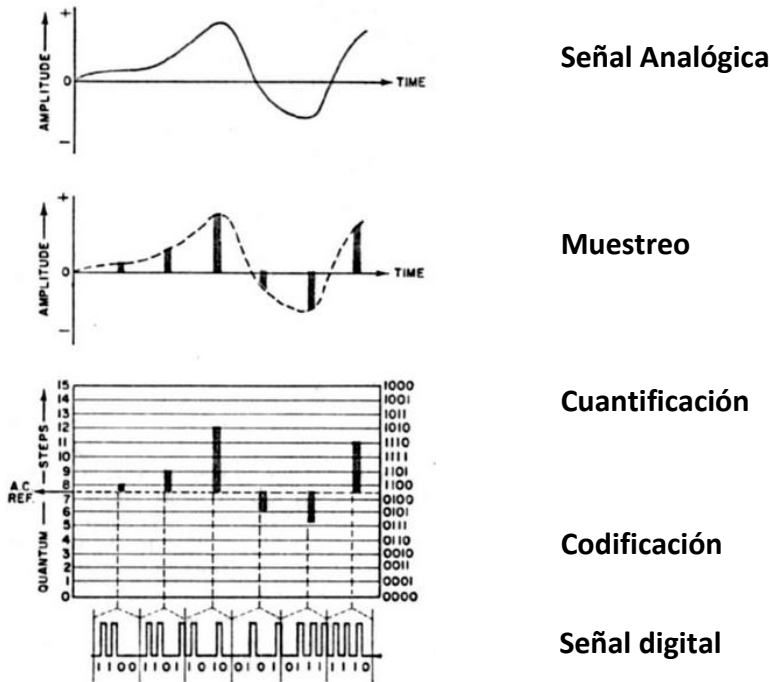 +
AMPLITUDE
0
TIME
−
Señal Analógica
+
AMPLITUDE
0
TIME
−
Muestreo
15 1000
14 1001
13 1011
12 1010
11 1110
10 1111
9 1101
8 1100
7 0100
6 0101
5 0111
4 0110
3 0010
2 0011
1 0001
0 0000
QUANTUM STEPS
A.C. REF.
Cuantificación
Codificación
1100 1101 1010 0101 0111 1110
Señal digital